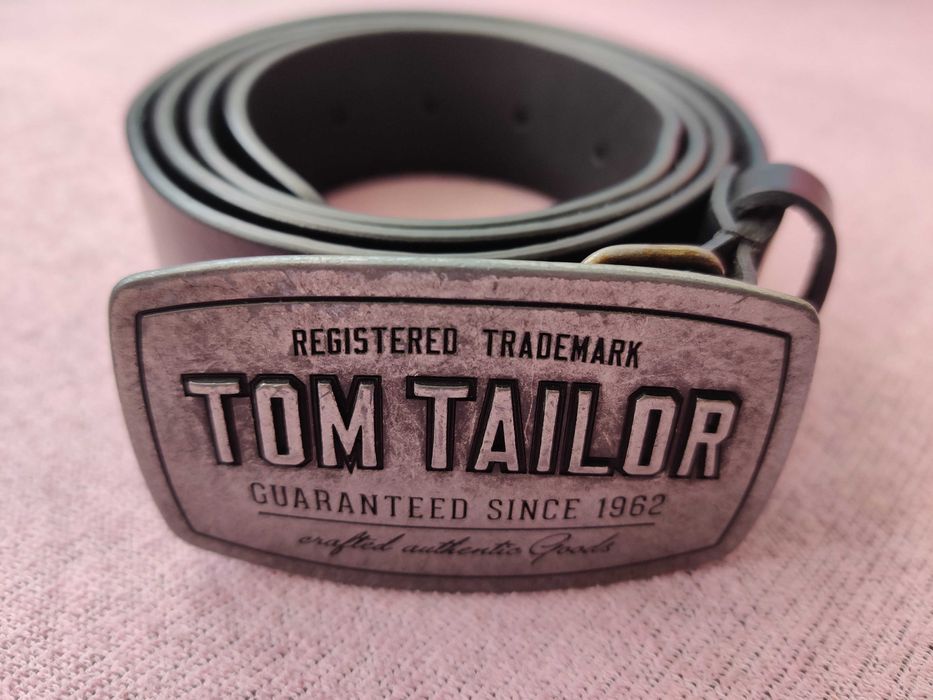 REGISTERED TRADEMARK
TOM TAILOR
GUARANTEED SINCE 1962
crafted authentic Goods